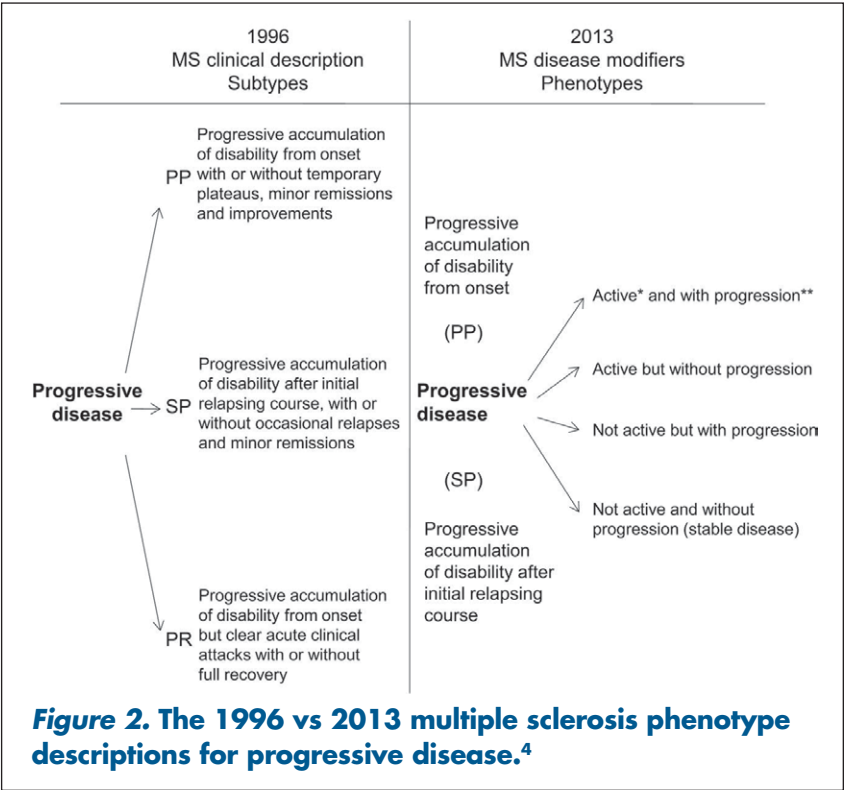 1996
MS clinical description
Subtypes
2013
MS disease modifiers
Phenotypes
Progressive disease
PP
Progressive accumulation
of disability from onset
with or without temporary
plateaus, minor remissions
and improvements
SP
Progressive accumulation
of disability after initial
relapsing course, with or
without occasional relapses
and minor remissions
PR
Progressive accumulation
of disability from onset
but clear acute clinical
attacks with or without
full recovery
Progressive
accumulation
of disability
from onset
(PP)
Progressive
disease
(SP)
Progressive
accumulation
of disability after
initial relapsing
course
Active* and with progression**
Active but without progression
Not active but with progression
Not active and without
progression (stable disease)
Figure 2. The 1996 vs 2013 multiple sclerosis phenotype
descriptions for progressive disease.4